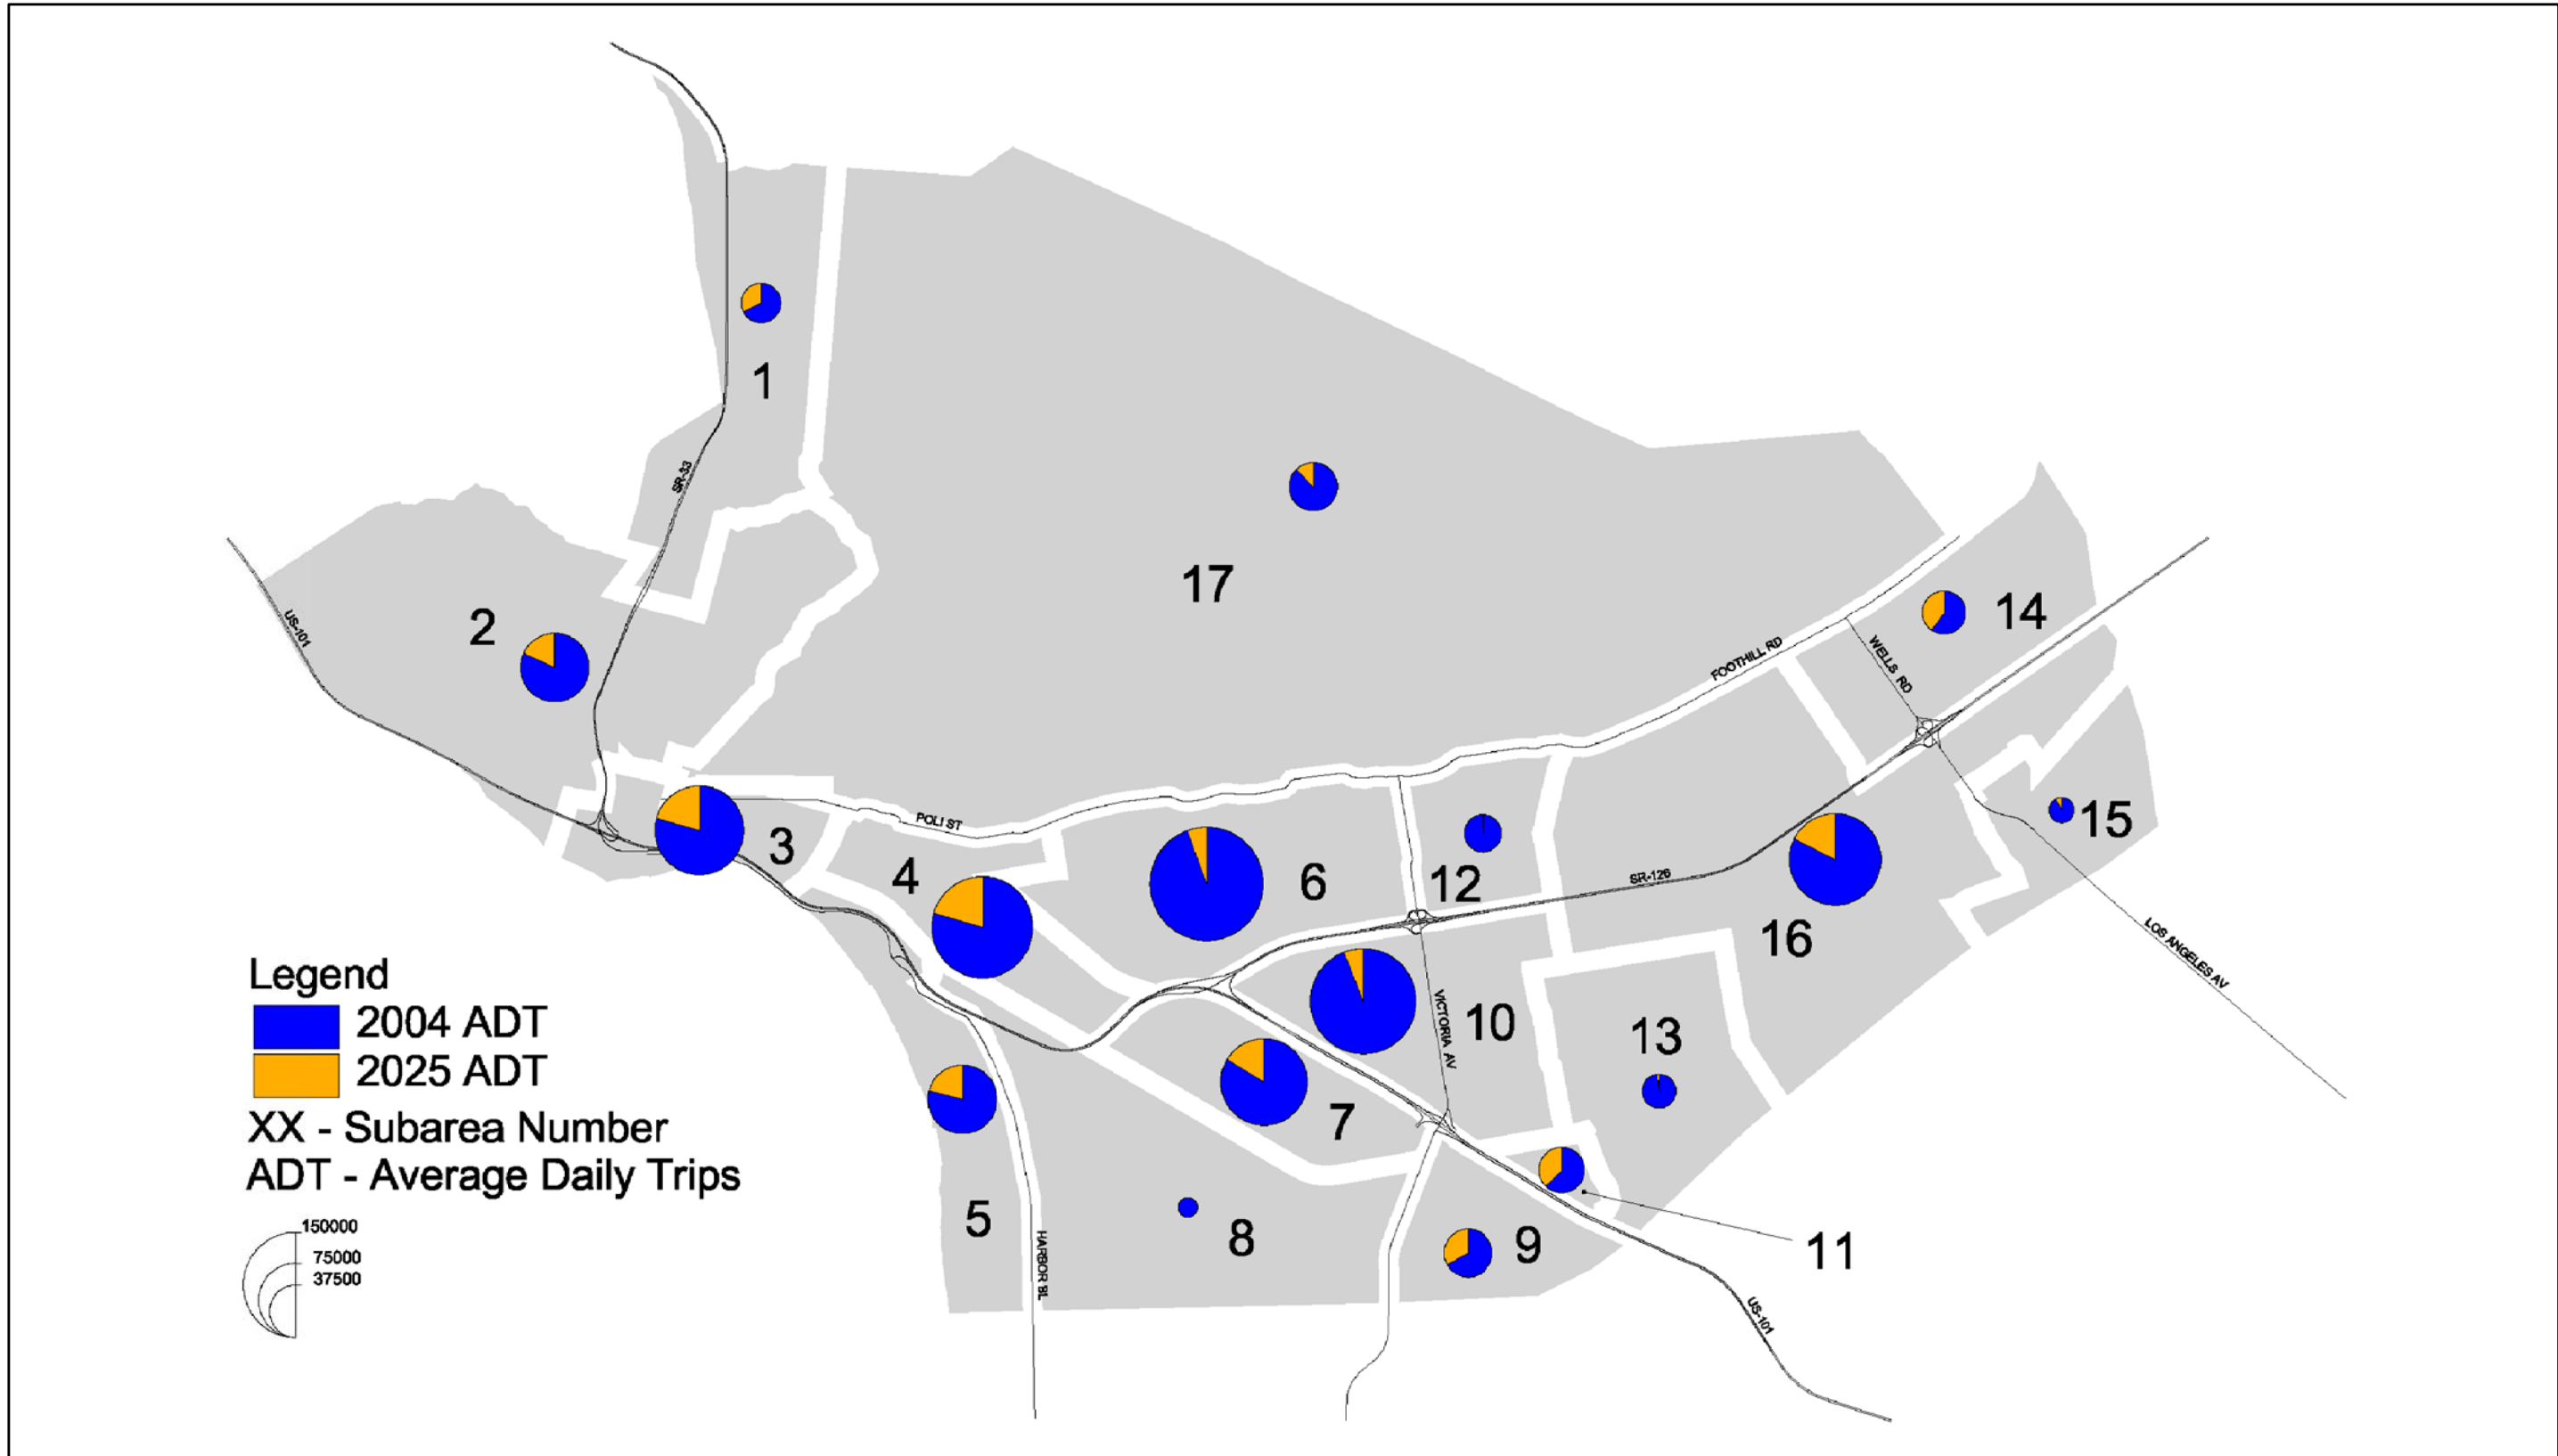 1
SR-33
17
2
US-101
14
FOOTHILL RD
WELLS RD
3
POLI ST
4
6
12
SR-126
15
16
LOS ANGELES AV
Legend
2004 ADT
2025 ADT
XX - Subarea Number
ADT - Average Daily Trips
150000
75000
37500
VICTORIA AV
10
13
7
5
HARBOR BL
8
9
11
US-101